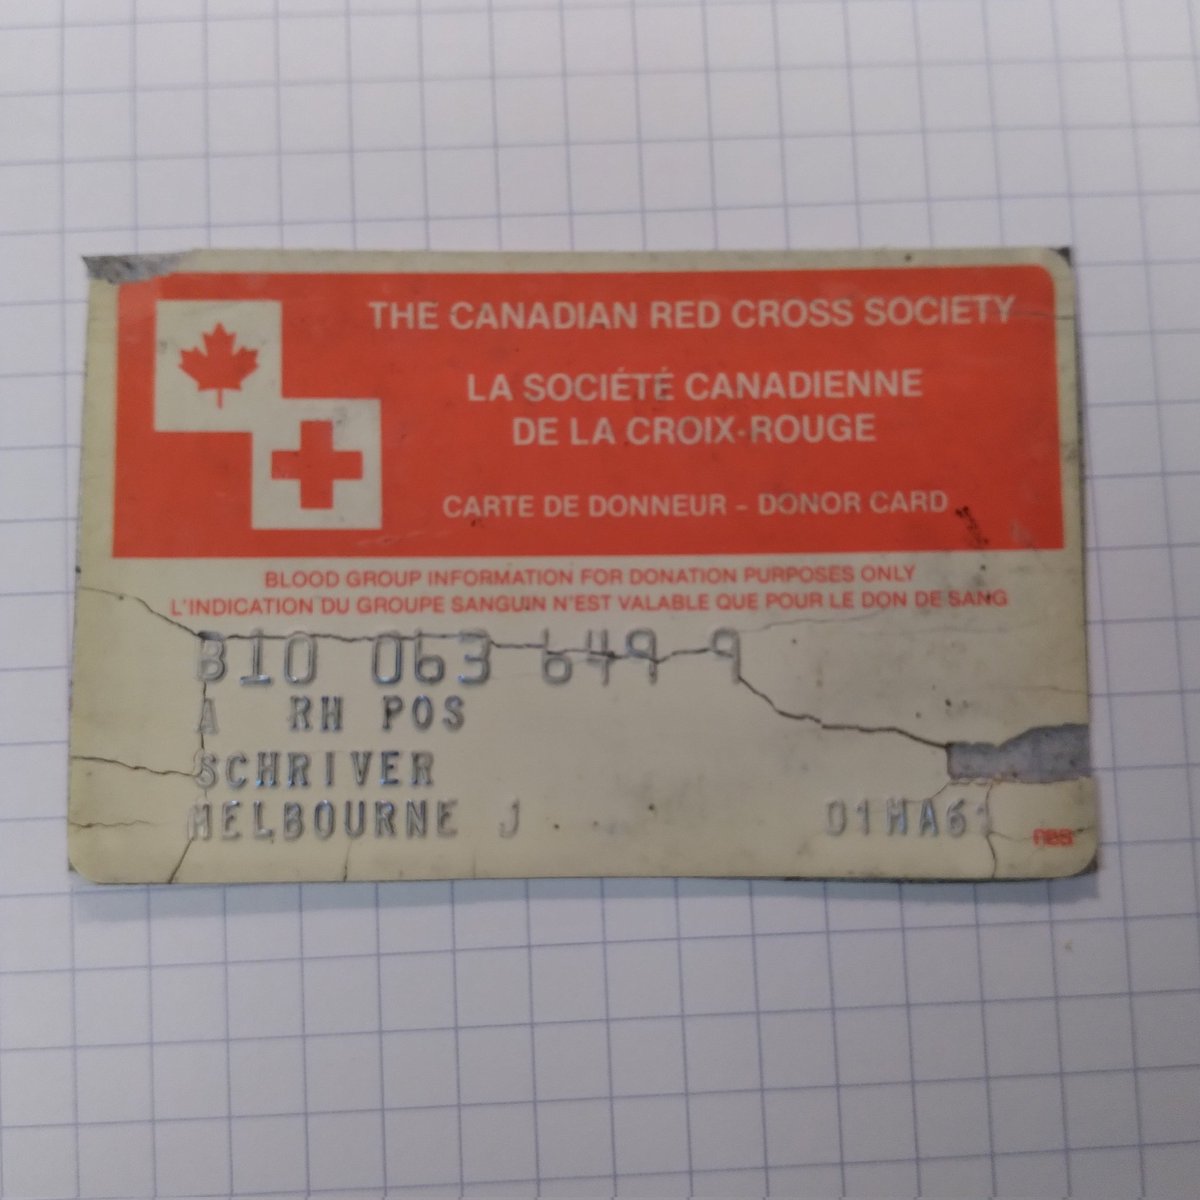 THE CANADIAN RED CROSS SOCIETY
LA SOCIÉTÉ CANADIENNE
DE LA CROIX-ROUGE
CARTE DE DONNEUR - DONOR CARD
BLOOD GROUP INFORMATION FOR DONATION PURPOSES ONLY
L'INDICATION DU GROUPE SANGUIN N'EST VALABLE QUE POUR LE DON DE SANG
B10 063 649 9
A RH POS
SCHRIVER
MELBOURNE J 01MA61
NBS